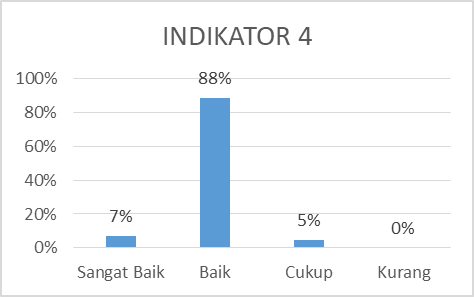 INDIKATOR 4
100%
80%
60%
40%
20%
0%
7%
88%
5%
0%
Sangat Baik
Baik
Cukup
Kurang